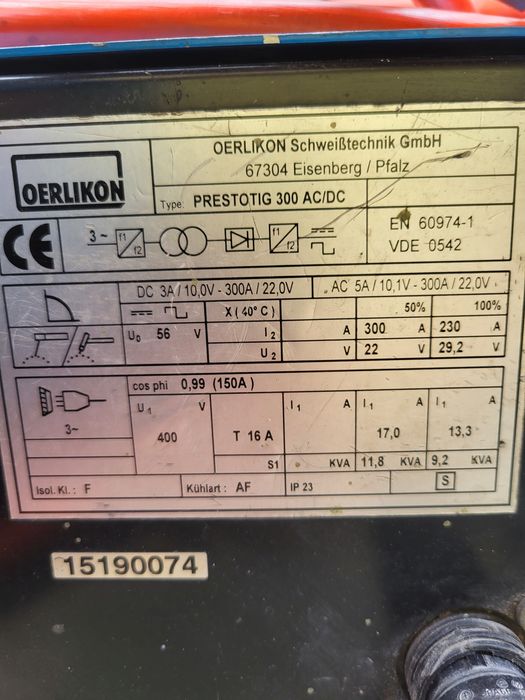 OERLIKON
OERLIKON Schweißtechnik GmbH
67304 Eisenberg / Pfalz
Type: PRESTOTIG 300 AC/DC
CE
3~ f1 f2 f1 f2
EN 60974-1
VDE 0542
DC 3A / 10,0V - 300A / 22,0V
AC 5A / 10,1V - 300A / 22,0V
X ( 40°C ) 50% 100%
U0 56 V I2 A 300 A 230 A
U2 V 22 V 29,2 V
cos phi 0,99 (150A)
3~
U1 V I1 A I1 A I1 A
400 T 16 A 17,0 13,3
S1 KVA 11,8 KVA 9,2 KVA
Isol. Kl. : F Kühlart : AF IP 23 S
15190074